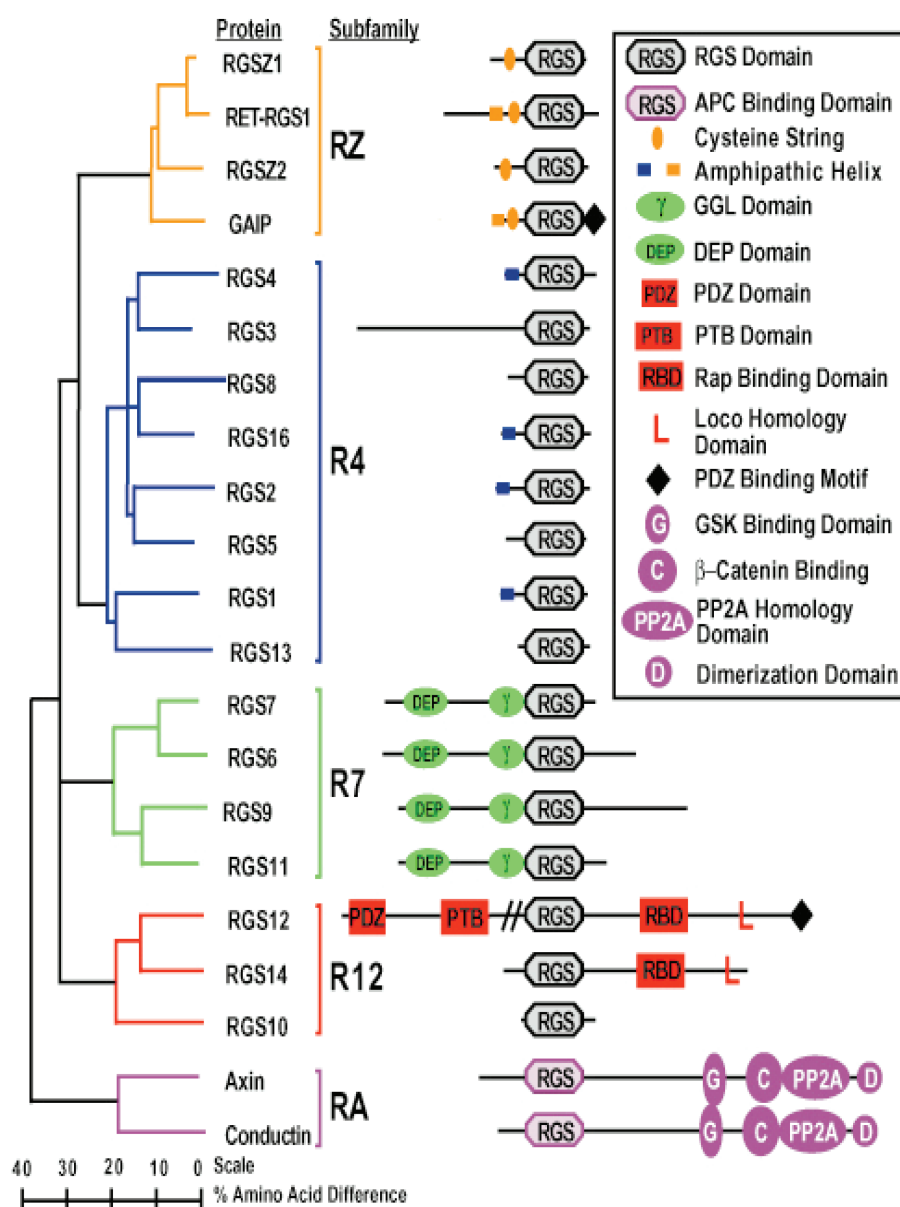 Protein Subfamily
RGSZ1 RGS
RET-RGS1 RGS
RZ
RGSZ2 RGS
GAIP RGS
RGS4 RGS
RGS3 RGS
RGS8 RGS
RGS16 RGS
R4
RGS2 RGS
RGS5 RGS
RGS1 RGS
RGS13 RGS
RGS7 DEP γ RGS
RGS6 DEP γ RGS
R7
RGS9 DEP γ RGS
RGS11 DEP γ RGS
RGS12 PDZ PTB // RGS RBD L
RGS14 RGS RBD L
R12
RGS10 RGS
Axin RGS G C PP2A D
RA
Conductin RGS G C PP2A D
40 30 20 10 0 Scale
% Amino Acid Difference
RGS RGS Domain
RGS APC Binding Domain
Cysteine String
Amphipathic Helix
γ GGL Domain
DEP DEP Domain
PDZ PDZ Domain
PTB PTB Domain
RBD Rap Binding Domain
L Loco Homology
Domain
PDZ Binding Motif
G GSK Binding Domain
C β–Catenin Binding
PP2A PP2A Homology
Domain
D Dimerization Domain